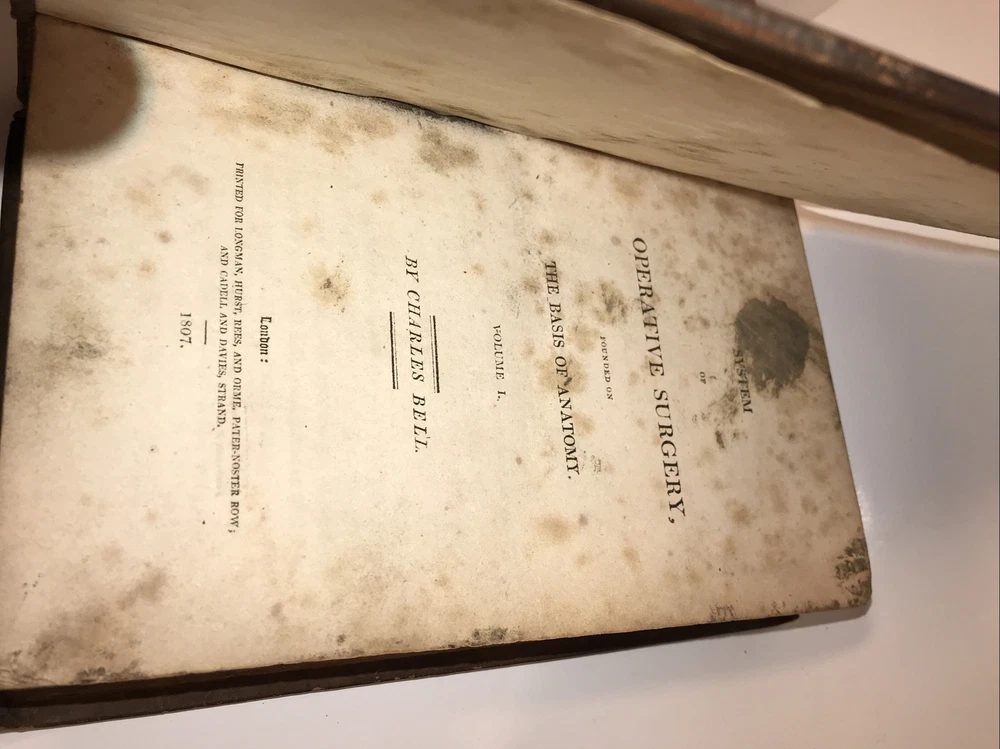 SYSTEM
OF
OPERATIVE SURGERY,
FOUNDED ON
THE BASIS OF ANATOMY.
VOLUME I.
BY CHARLES BELL.
London:
PRINTED FOR LONGMAN, HURST, REES, AND ORME, PATER-NOSTER ROW;
AND CADELL AND DAVIES, STRAND.
1807.